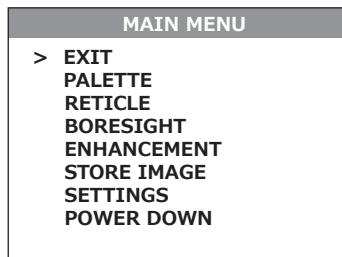 MAIN MENU
> EXIT
PALETTE
RETICLE
BORESIGHT
ENHANCEMENT
STORE IMAGE
SETTINGS
POWER DOWN